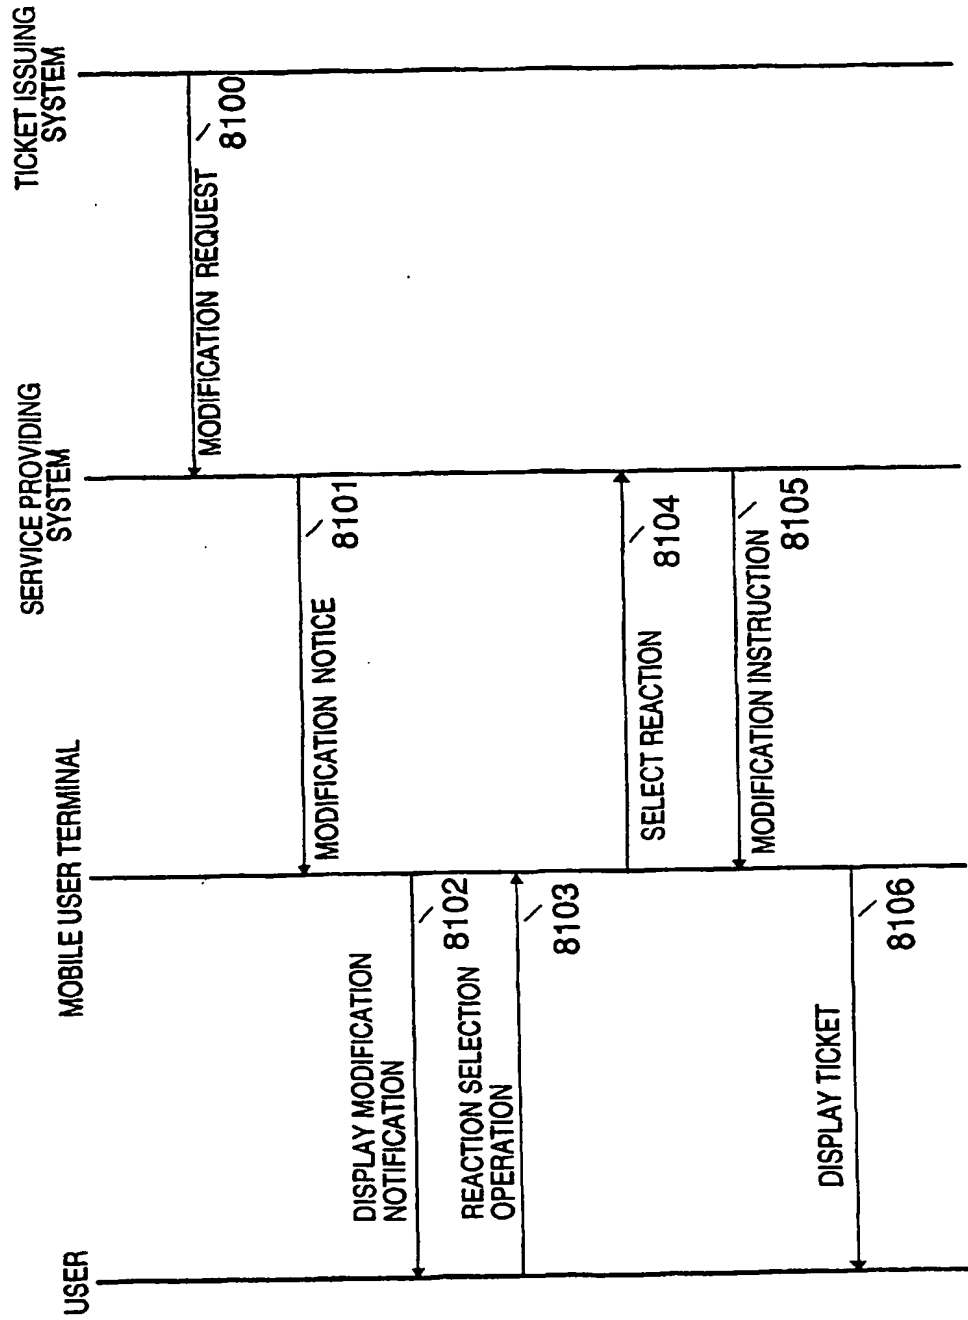 USER
MOBILE USER TERMINAL
SERVICE PROVIDING
SYSTEM
TICKET ISSUING
SYSTEM
MODIFICATION REQUEST
8100
MODIFICATION NOTICE
8101
DISPLAY MODIFICATION
NOTIFICATION
8102
REACTION SELECTION
OPERATION
8103
SELECT REACTION
8104
MODIFICATION INSTRUCTION
8105
DISPLAY TICKET
8106